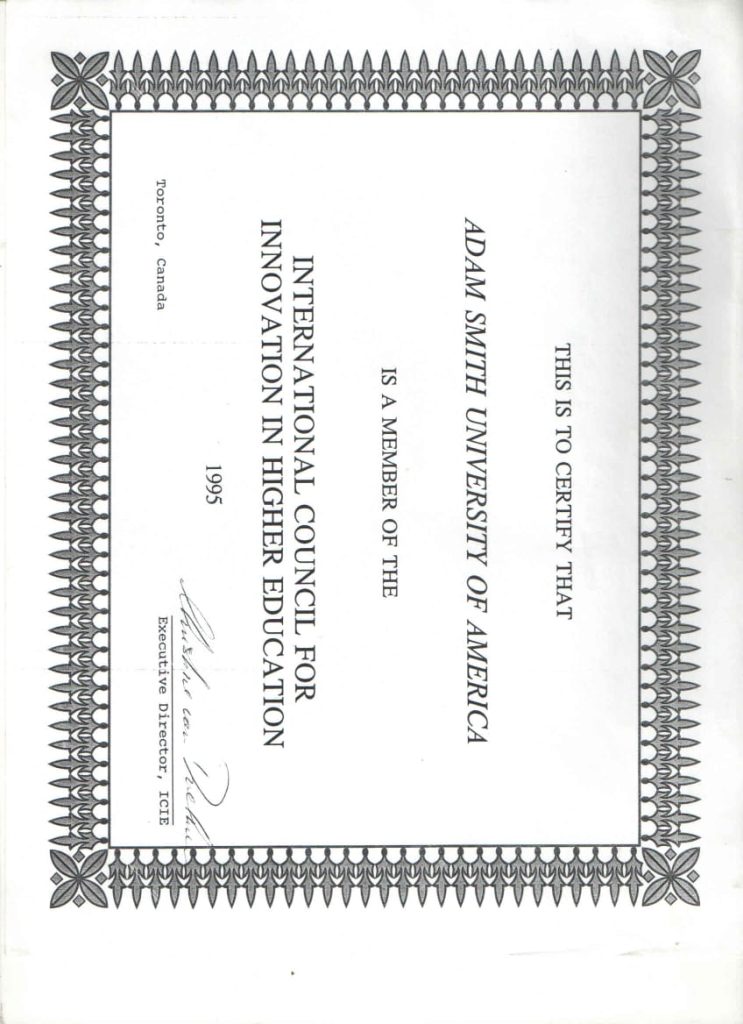 THIS IS TO CERTIFY THAT
ADAM SMITH UNIVERSITY OF AMERICA
IS A MEMBER OF THE
INTERNATIONAL COUNCIL FOR
INNOVATION IN HIGHER EDUCATION
1995
Toronto, Canada
Executive Director, ICIE